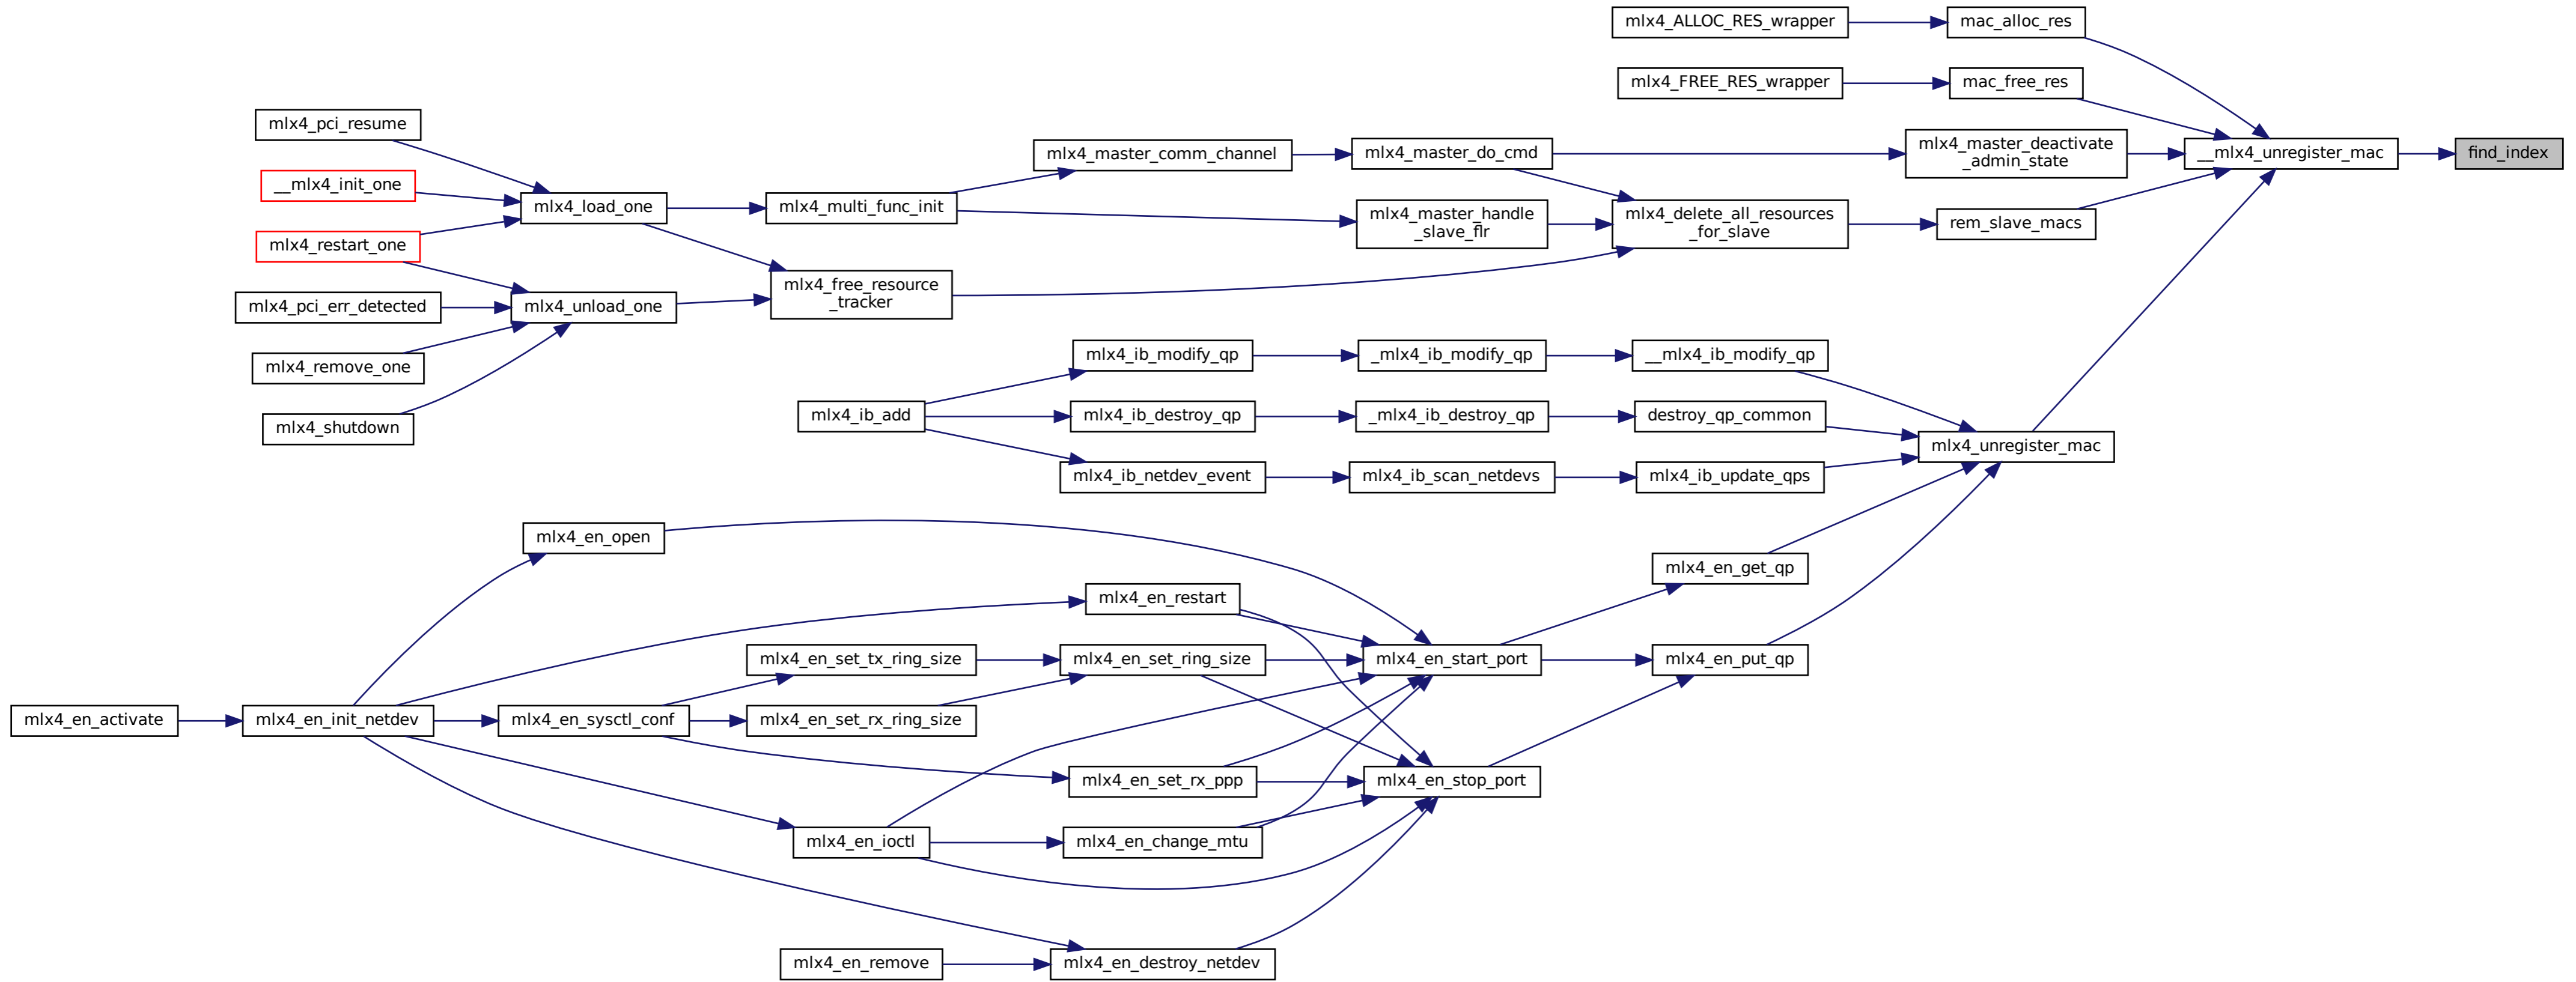 mlx4_ALLOC_RES_wrapper
mac_alloc_res
mlx4_FREE_RES_wrapper
mac_free_res
mlx4_pci_resume
mlx4_master_comm_channel
mlx4_master_do_cmd
mlx4_master_deactivate
_admin_state
__mlx4_unregister_mac
find_index
__mlx4_init_one
mlx4_load_one
mlx4_multi_func_init
mlx4_master_handle
_slave_flr
mlx4_delete_all_resources
_for_slave
rem_slave_macs
mlx4_restart_one
mlx4_free_resource
_tracker
mlx4_pci_err_detected
mlx4_unload_one
mlx4_remove_one
mlx4_shutdown
mlx4_ib_modify_qp
_mlx4_ib_modify_qp
__mlx4_ib_modify_qp
mlx4_ib_add
mlx4_ib_destroy_qp
_mlx4_ib_destroy_qp
destroy_qp_common
mlx4_unregister_mac
mlx4_ib_netdev_event
mlx4_ib_scan_netdevs
mlx4_ib_update_qps
mlx4_en_open
mlx4_en_get_qp
mlx4_en_restart
mlx4_en_set_tx_ring_size
mlx4_en_set_ring_size
mlx4_en_start_port
mlx4_en_put_qp
mlx4_en_activate
mlx4_en_init_netdev
mlx4_en_sysctl_conf
mlx4_en_set_rx_ring_size
mlx4_en_set_rx_ppp
mlx4_en_stop_port
mlx4_en_ioctl
mlx4_en_change_mtu
mlx4_en_remove
mlx4_en_destroy_netdev